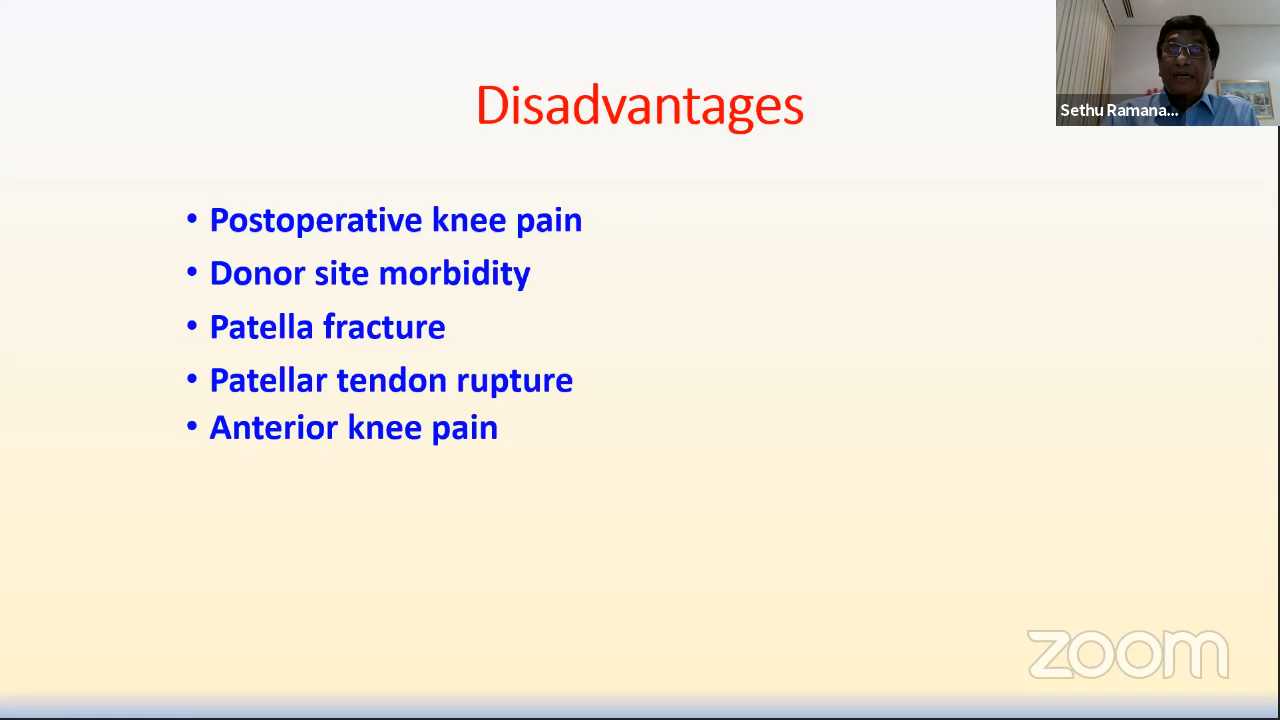 Disadvantages
Sethu Ramana...
• Postoperative knee pain
• Donor site morbidity
• Patella fracture
• Patellar tendon rupture
• Anterior knee pain
zoom